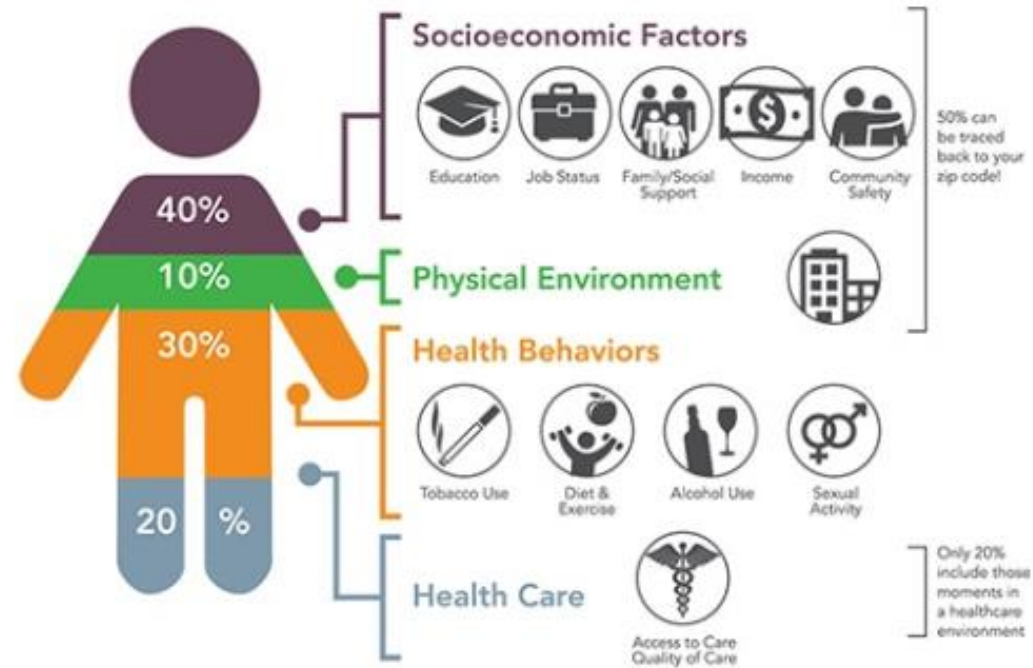 Socioeconomic Factors
Education
Job Status
Family/Social
Support
Income
Community
Safety
50% can
be traced
back to your
zip code!
40%
10%
Physical Environment
30%
Health Behaviors
Tobacco Use
Diet &
Exercise
Alcohol Use
Sexual
Activity
20 %
Health Care
Access to Care
Quality of Care
Only 20%
include those
moments in
a healthcare
environment